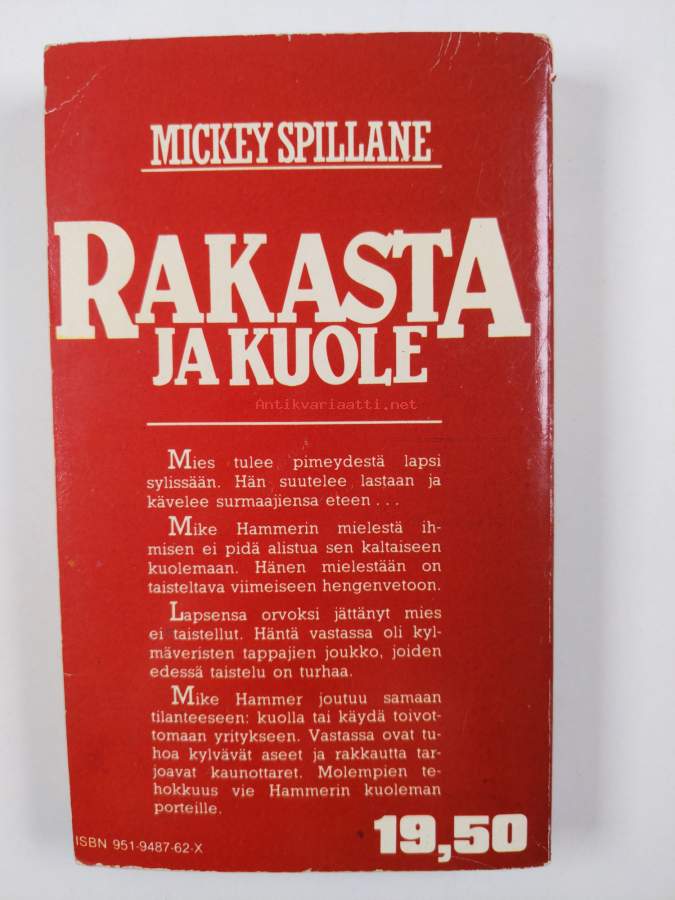 MICKEY SPILLANE
RAKASTA
JA KUOLE
Antikvariaatti.net
Mies tulee pimeydestä lapsi
sylissään. Hän suutelee lastaan ja
kävelee surmaajiensa eteen . . .
Mike Hammerin mielestä ih-
misen ei pidä alistua sen kaltaiseen
kuolemaan. Hänen mielestään on
taisteltava viimeiseen hengenvetoon.
Lapsensa orvoksi jättänyt mies
ei taistellut. Häntä vastassa oli kyl-
mäveristen tappajien joukko, joiden
edessä taistelu on turhaa.
Mike Hammer joutuu samaan
tilanteeseen: kuolla tai käydä toivot-
tomaan yritykseen. Vastassa ovat tu-
hoa kylvävät aseet ja rakkautta tar-
joavat kaunottaret. Molempien te-
hokkuus vie Hammerin kuoleman
porteille.
ISBN 951-9487-62-X
19,50